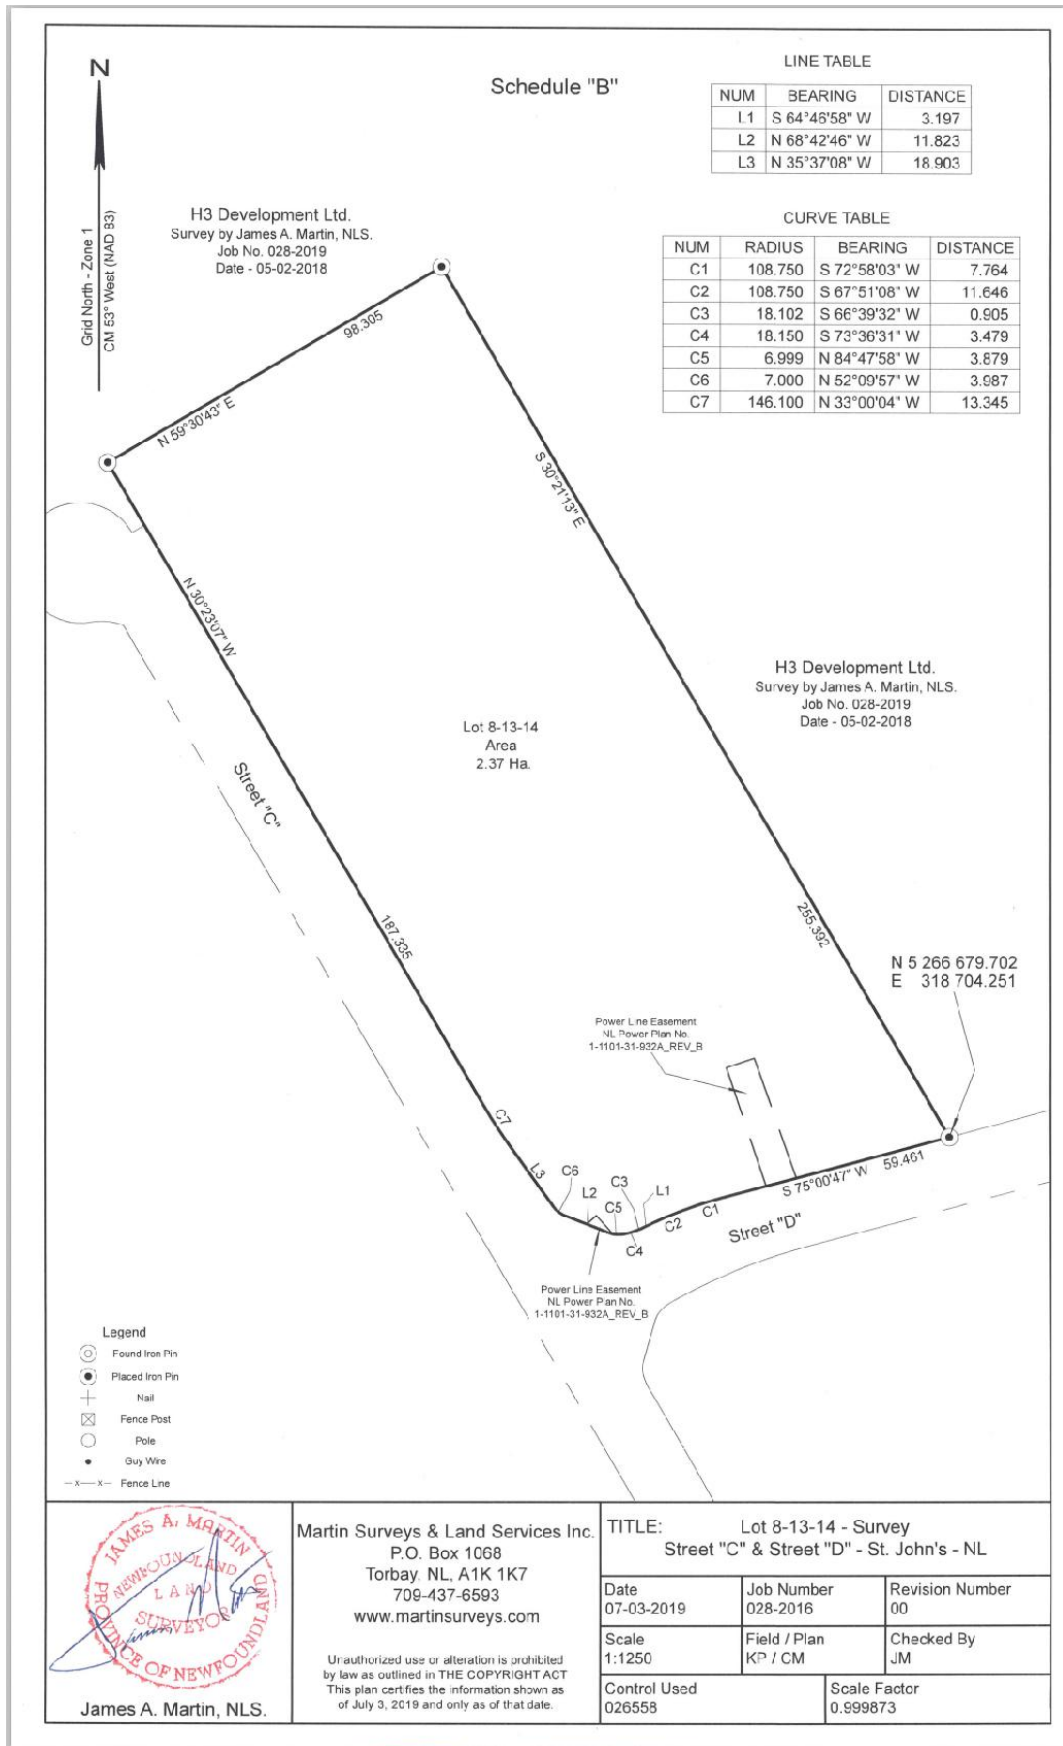 Schedule "B"
N
Grid North - Zone 1
CM 53° West (NAD 83)
LINE TABLE
NUM BEARING DISTANCE
L1 S 64°46'58" W 3.197
L2 N 68°42'46" W 11.823
L3 N 35°37'08" W 18.903
CURVE TABLE
NUM RADIUS BEARING DISTANCE
C1 108.750 S 72°58'03" W 7.764
C2 108.750 S 67°51'08" W 11.646
C3 18.102 S 66°39'32" W 0.905
C4 18.150 S 73°36'31" W 3.479
C5 6.999 N 84°47'58" W 3.879
C6 7.000 N 52°09'57" W 3.987
C7 146.100 N 33°00'04" W 13.345
H3 Development Ltd.
Survey by James A. Martin, NLS.
Job No. 028-2019
Date - 05-02-2018
98.305
N 59°30'43" E
S 30°21'13" E
N 30°23'07" W
H3 Development Ltd.
Survey by James A. Martin, NLS.
Job No. 028-2019
Date - 05-02-2018
Lot 8-13-14
Area
2.37 Ha.
Street "C"
187.335
255.392
N 5 266 679.702
E 318 704.251
Power Line Easement
NL Power Plan No.
1-1101-31-932A_REV_B
C7
L3
C6
L2
C5
C3
L1
C4
C2
C1
S 75°00'47" W
59.461
Street "D"
Power Line Easement
NL Power Plan No.
1-1101-31-932A_REV_B
Legend
Found Iron Pin
Placed Iron Pin
Nail
Fence Post
Pole
Guy Wire
Fence Line
JAMES A. MARTIN
NEWFOUNDLAND
LAND
SURVEYOR
PROVINCE OF NEWFOUNDLAND
James A. Martin, NLS.
Martin Surveys & Land Services Inc.
P.O. Box 1068
Torbay, NL, A1K 1K7
709-437-6593
www.martinsurveys.com
Unauthorized use or alteration is prohibited
by law as outlined in THE COPYRIGHT ACT
This plan certifies the information shown as
of July 3, 2019 and only as of that date.
TITLE: Lot 8-13-14 - Survey
Street "C" & Street "D" - St. John's - NL
Date
07-03-2019
Job Number
028-2016
Revision Number
00
Scale
1:1250
Field / Plan
KP / CM
Checked By
JM
Control Used
026558
Scale Factor
0.999873